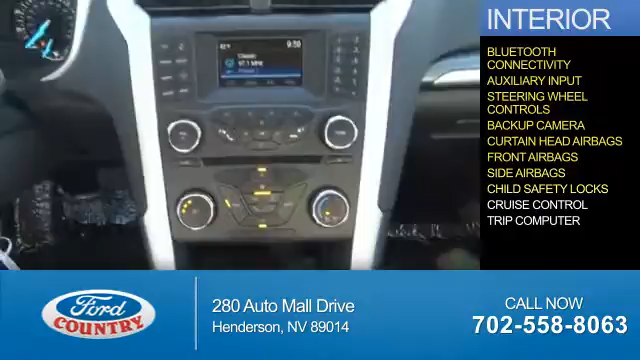 INTERIOR
BLUETOOTH
CONNECTIVITY
AUXILIARY INPUT
STEERING WHEEL
CONTROLS
BACKUP CAMERA
CURTAIN HEAD AIRBAGS
FRONT AIRBAGS
SIDE AIRBAGS
CHILD SAFETY LOCKS
CRUISE CONTROL
TRIP COMPUTER
9:59
Classic
97.1 MHz
Ford
COUNTRY
280 Auto Mall Drive
Henderson, NV 89014
CALL NOW
702-558-8063